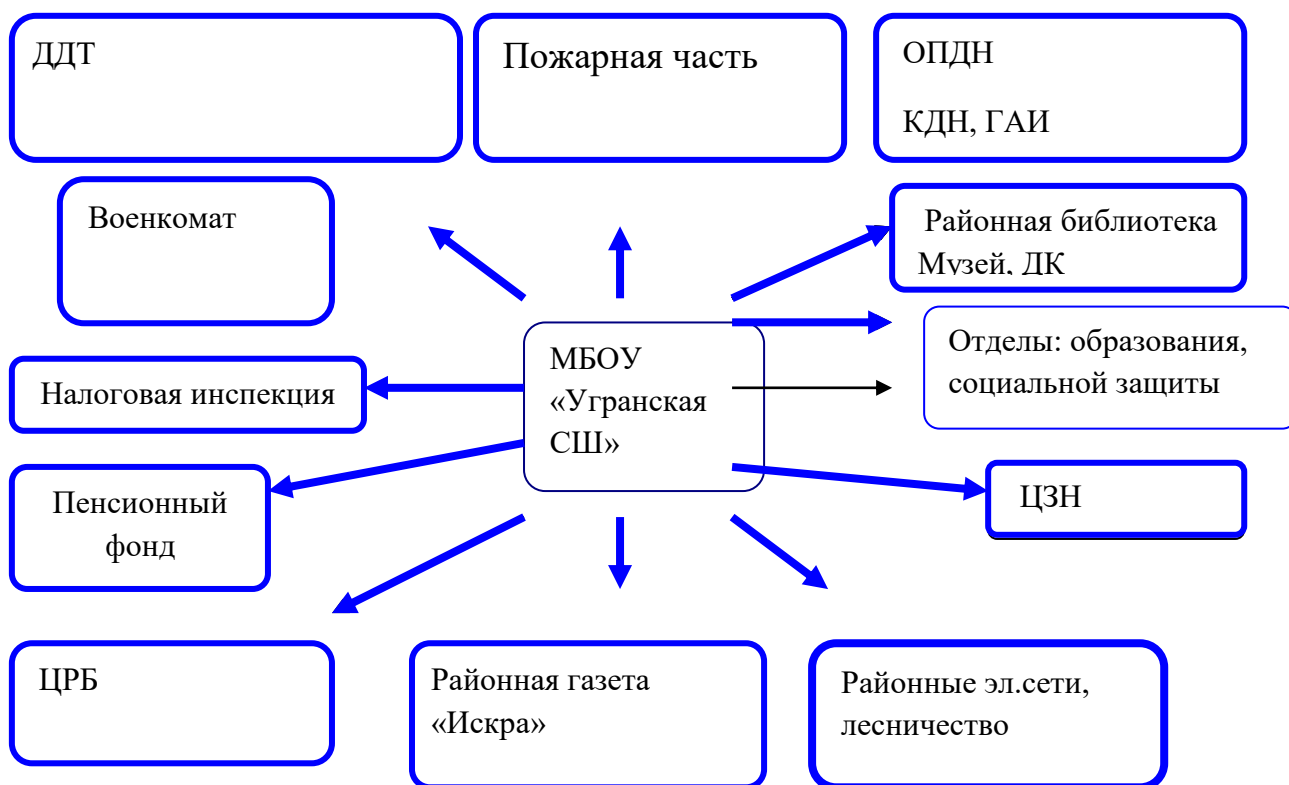 ДДТ
Пожарная часть
ОПДН
КДН, ГАИ
Военкомат
Районная библиотека
Музей, ДК
МБОУ
«Угранская
СШ»
Отделы: образования,
социальной защиты
Налоговая инспекция
Пенсионный
фонд
ЦЗН
ЦРБ
Районная газета
«Искра»
Районные эл.сети,
лесничество